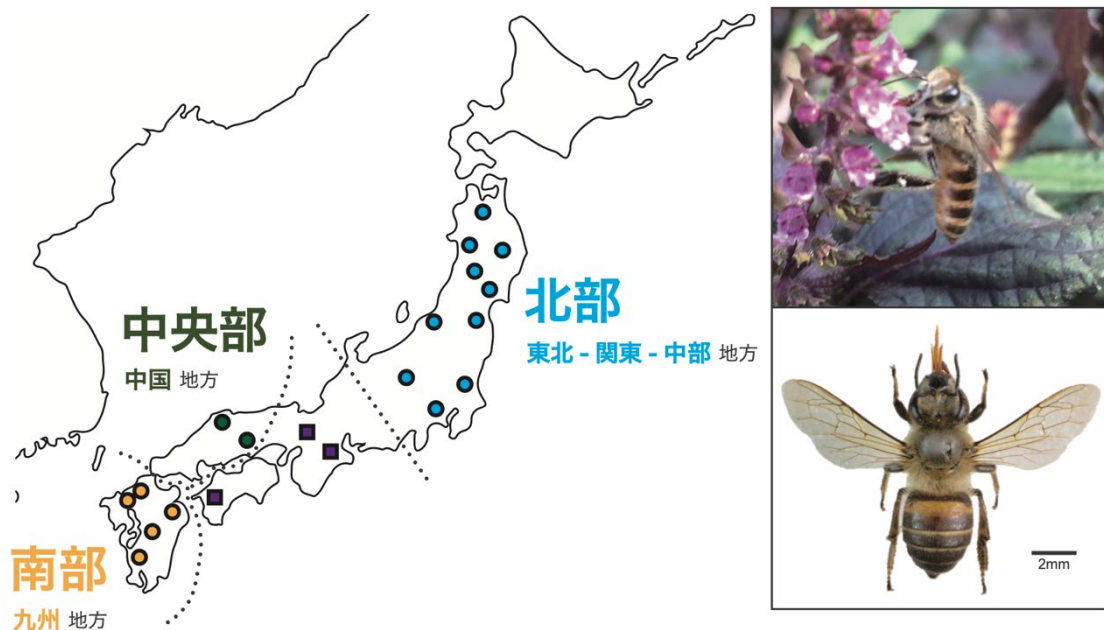 北部
東北 - 関東 - 中部 地方
中央部
中国 地方
南部
九州 地方
2mm